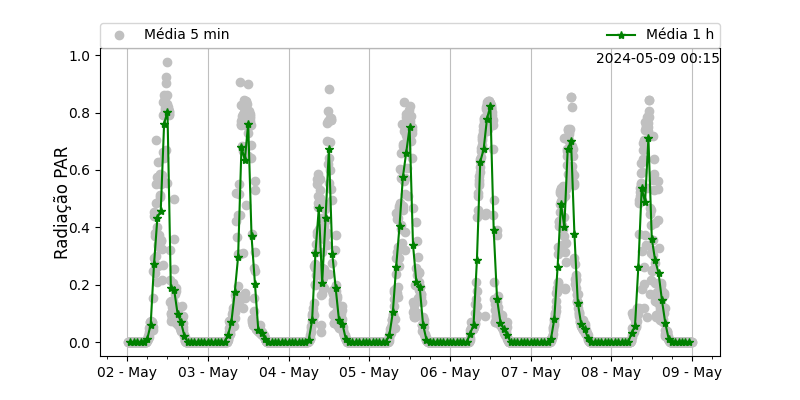 Média 5 min
Média 1 h
2024-05-09 00:15
Radiação PAR
1.0
0.8
0.6
0.4
0.2
0.0
02 - May 03 - May 04 - May 05 - May 06 - May 07 - May 08 - May 09 - May